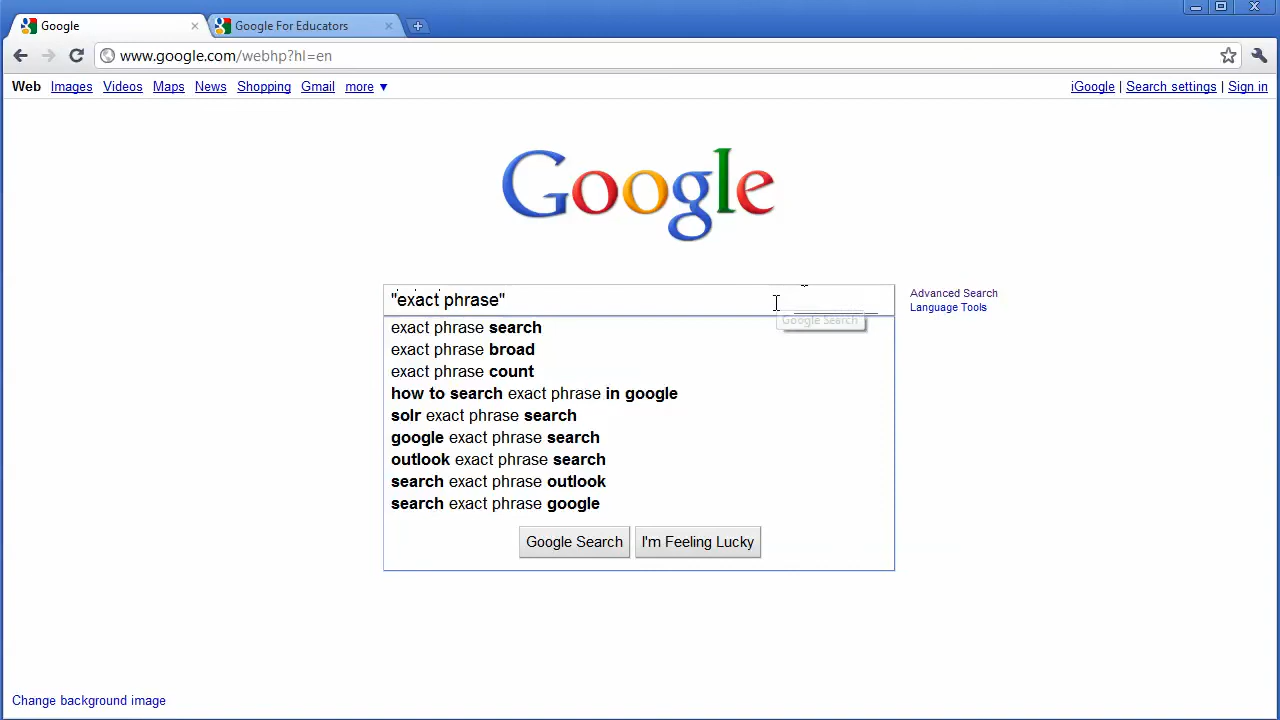 Google
Google For Educators
www.google.com/webhp?hl=en
Web Images Videos Maps News Shopping Gmail more ▼
iGoogle | Search settings | Sign in
Google
"exact phrase"
Advanced Search
Language Tools
Google Search
exact phrase search
exact phrase broad
exact phrase count
how to search exact phrase in google
solr exact phrase search
google exact phrase search
outlook exact phrase search
search exact phrase outlook
search exact phrase google
Google Search
I'm Feeling Lucky
Change background image